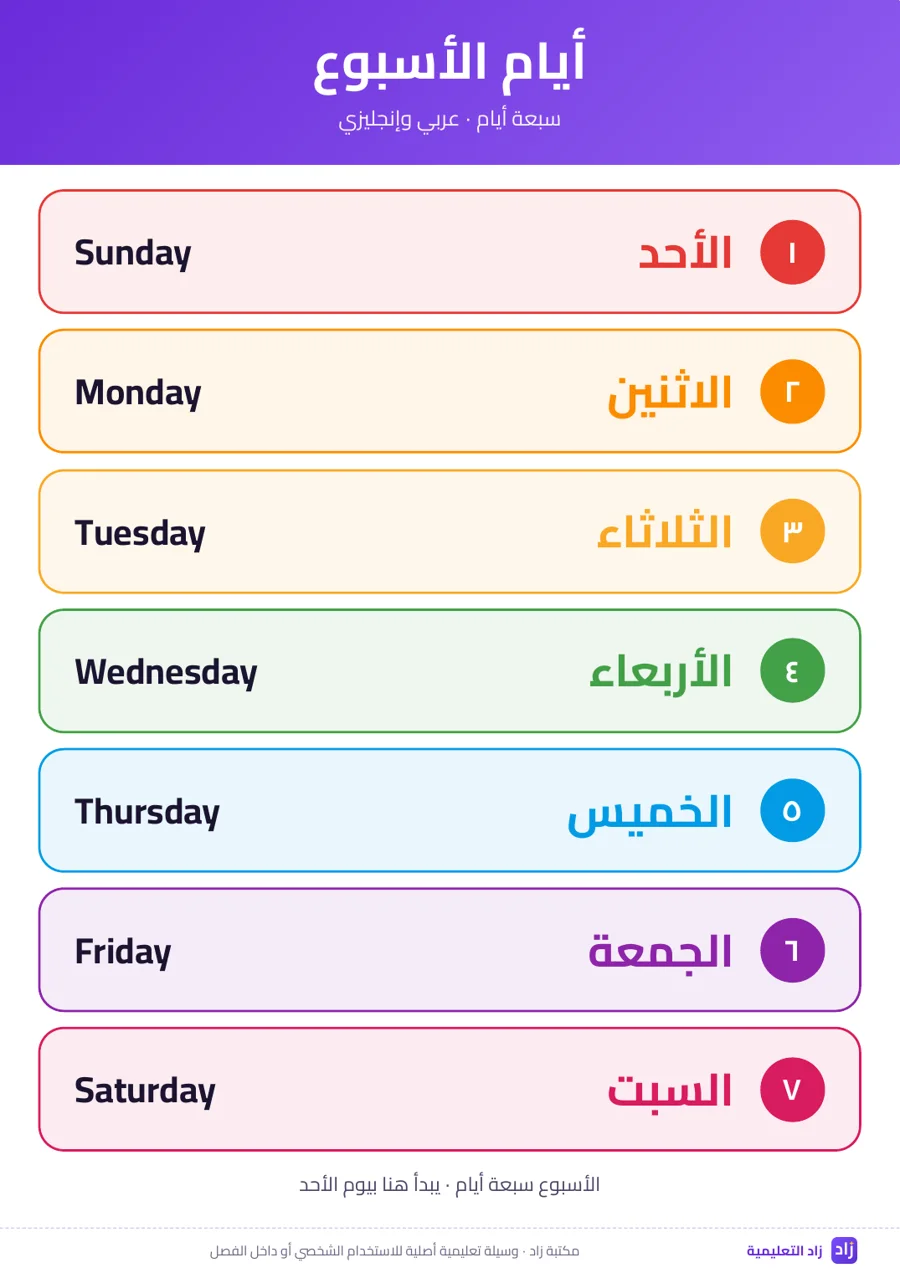 أيام الأسبوع
سبعة أيام · عربي وإنجليزي
١ الأحد Sunday
٢ الاثنين Monday
٣ الثلاثاء Tuesday
٤ الأربعاء Wednesday
٥ الخميس Thursday
٦ الجمعة Friday
٧ السبت Saturday
الأسبوع سبعة أيام · يبدأ هنا بيوم الأحد
زاد زاد التعليمية مكتبة زاد · وسيلة تعليمية أصلية للاستخدام الشخصي أو داخل الفصل